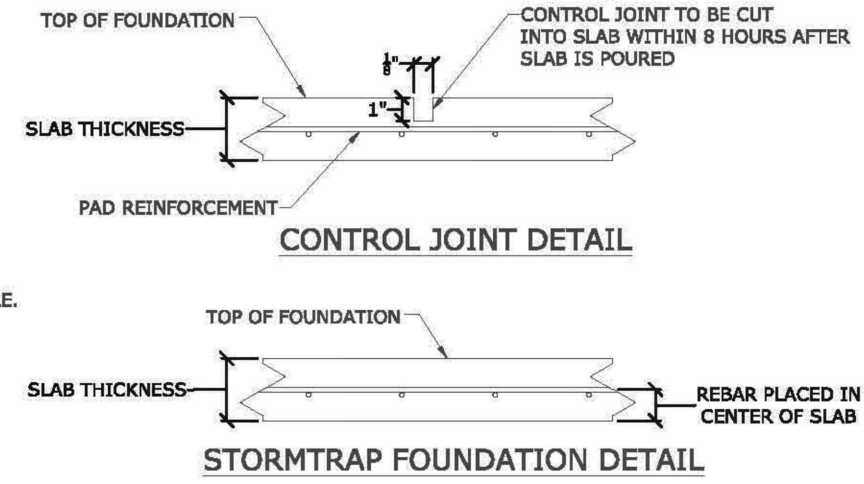 TOP OF FOUNDATION
CONTROL JOINT TO BE CUT
INTO SLAB WITHIN 8 HOURS AFTER
SLAB IS POURED
1/8"
1"
SLAB THICKNESS
PAD REINFORCEMENT
CONTROL JOINT DETAIL
E.
TOP OF FOUNDATION
SLAB THICKNESS
REBAR PLACED IN
CENTER OF SLAB
STORMTRAP FOUNDATION DETAIL